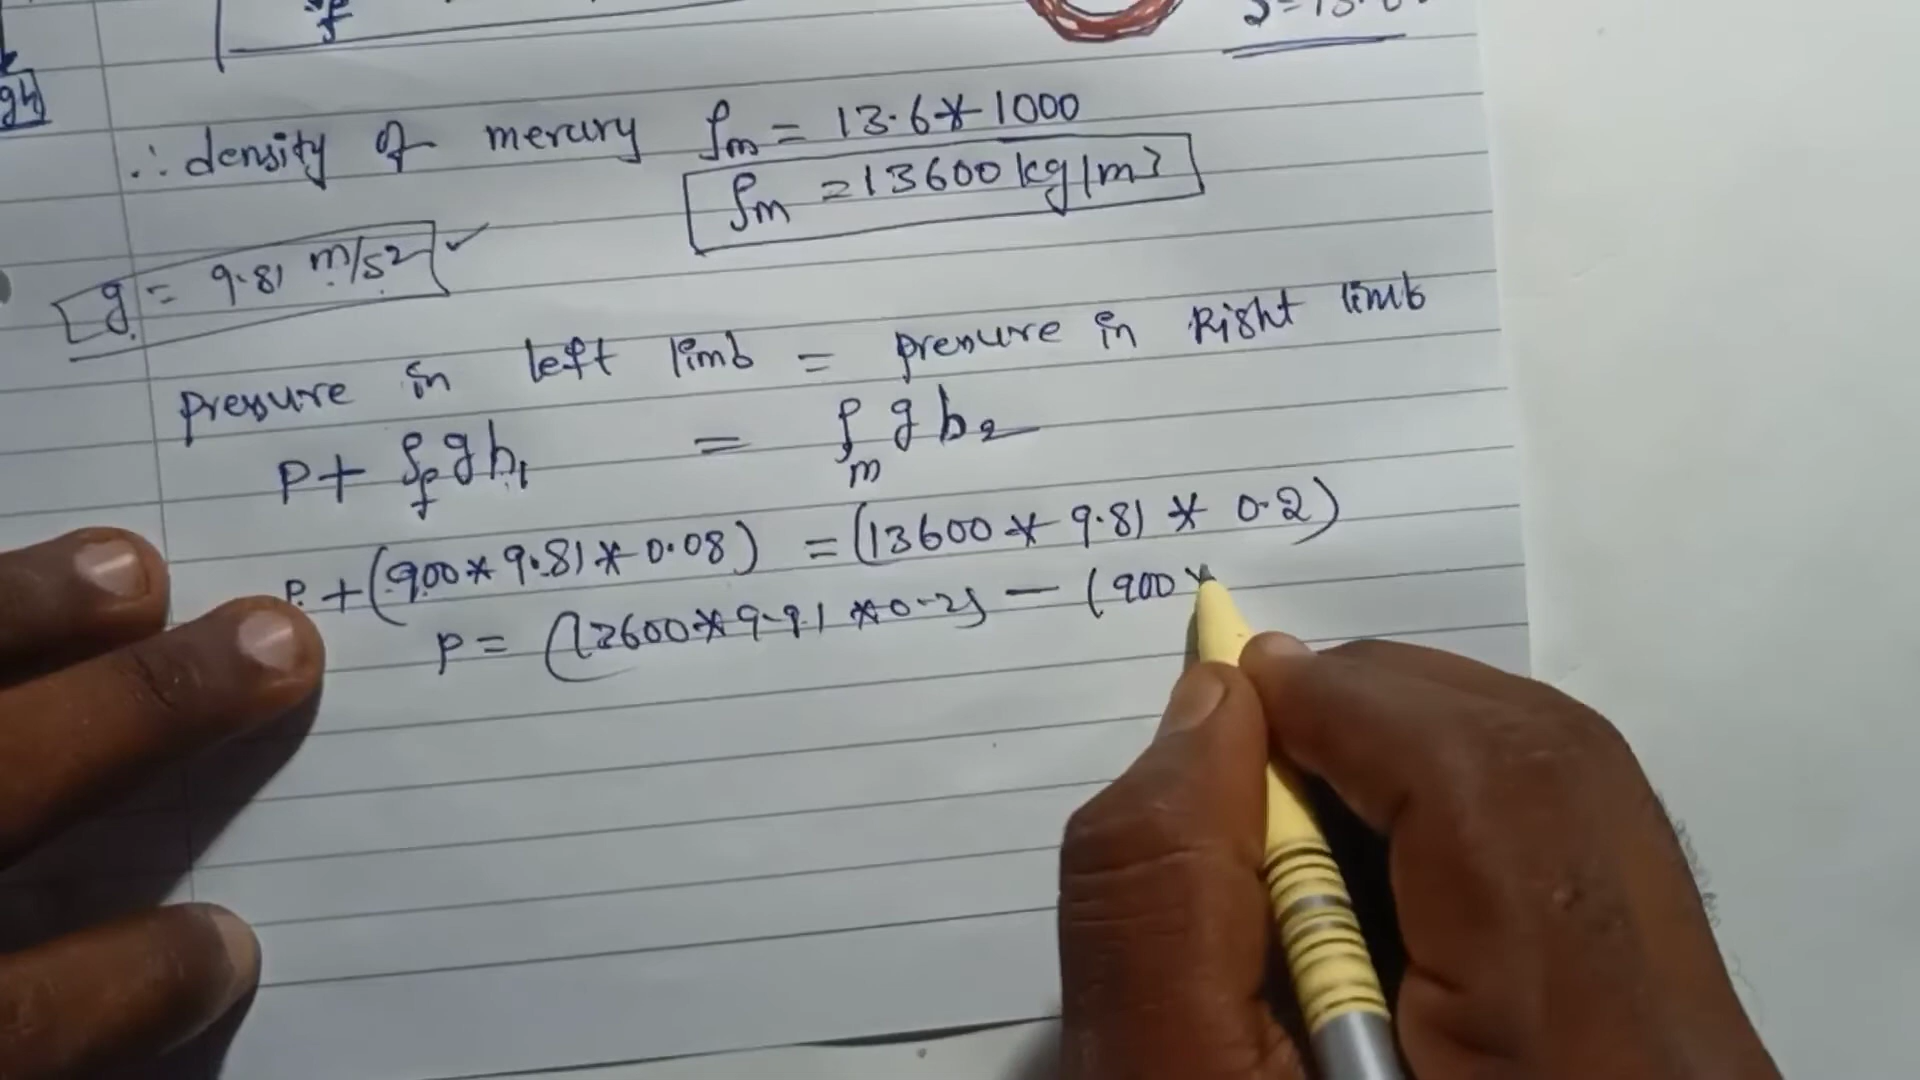 gh
∴ density of mercury ρm = 13.6 * 1000
ρm = 13600 kg/m3
g = 9.81 m/s2 ✓
pressure in left limb = pressure in Right limb
P + ρf g h1 = ρm g h2
P + (900 * 9.81 * 0.08) = (13600 * 9.81 * 0.2)
P = (13600 * 9.81 * 0.2) - (900 *